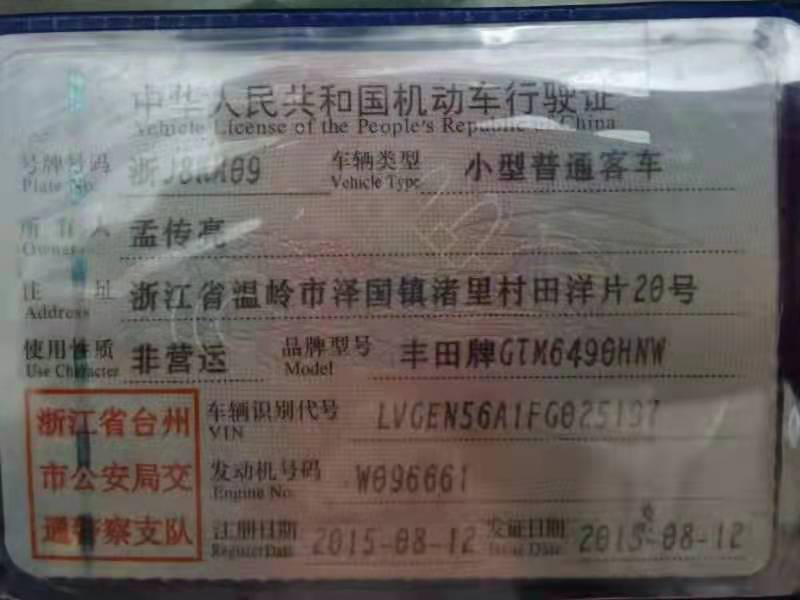 中华人民共和国机动车行驶证
Vehicle License of the People's Republic of China
号牌号码 车辆类型 小型普通客车
Plate No. Vehicle Type
所有人 孟传亮
Owner
住址 浙江省温岭市泽国镇渚里村田洋片20号
Address
使用性质 非营运 品牌型号 丰田牌GTM6490HNW
Use Character Model
浙江省台州 车辆识别代号 LVGEN56A1FG025197
VIN
市公安局交 发动机号码 W096661
Engine No.
通警察支队 注册日期 2015-08-12 发证日期 2015-08-12
Register Date Issue Date